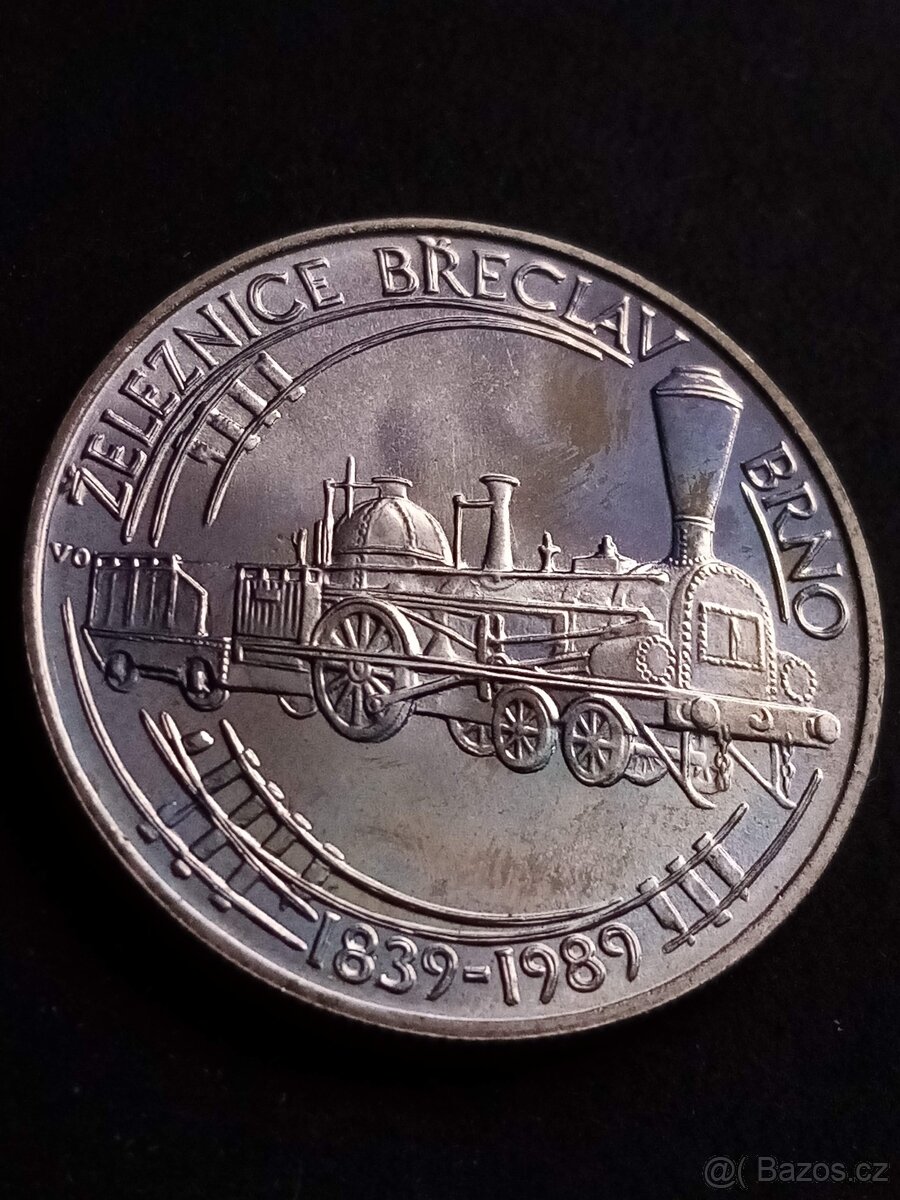 ŽELEZNICE BŘECLAV BRNO
VO
1839-1989
@( Bazos.cz